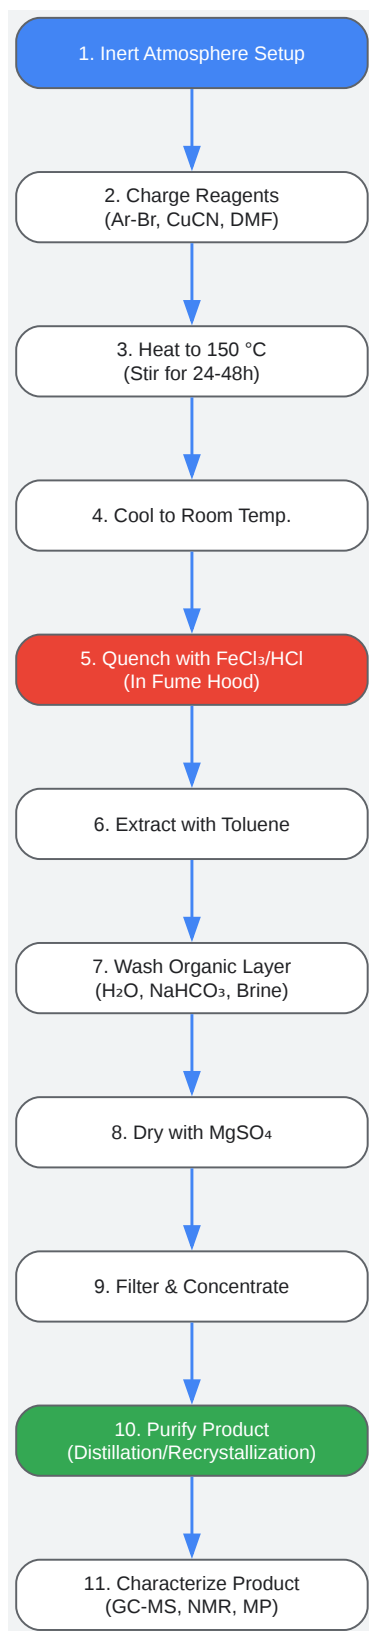 1. Inert Atmosphere Setup
2. Charge Reagents
(Ar-Br, CuCN, DMF)
3. Heat to 150 °C
(Stir for 24-48h)
4. Cool to Room Temp.
5. Quench with FeCl₃/HCl
(In Fume Hood)
6. Extract with Toluene
7. Wash Organic Layer
(H₂O, NaHCO₃, Brine)
8. Dry with MgSO₄
9. Filter & Concentrate
10. Purify Product
(Distillation/Recrystallization)
11. Characterize Product
(GC-MS, NMR, MP)